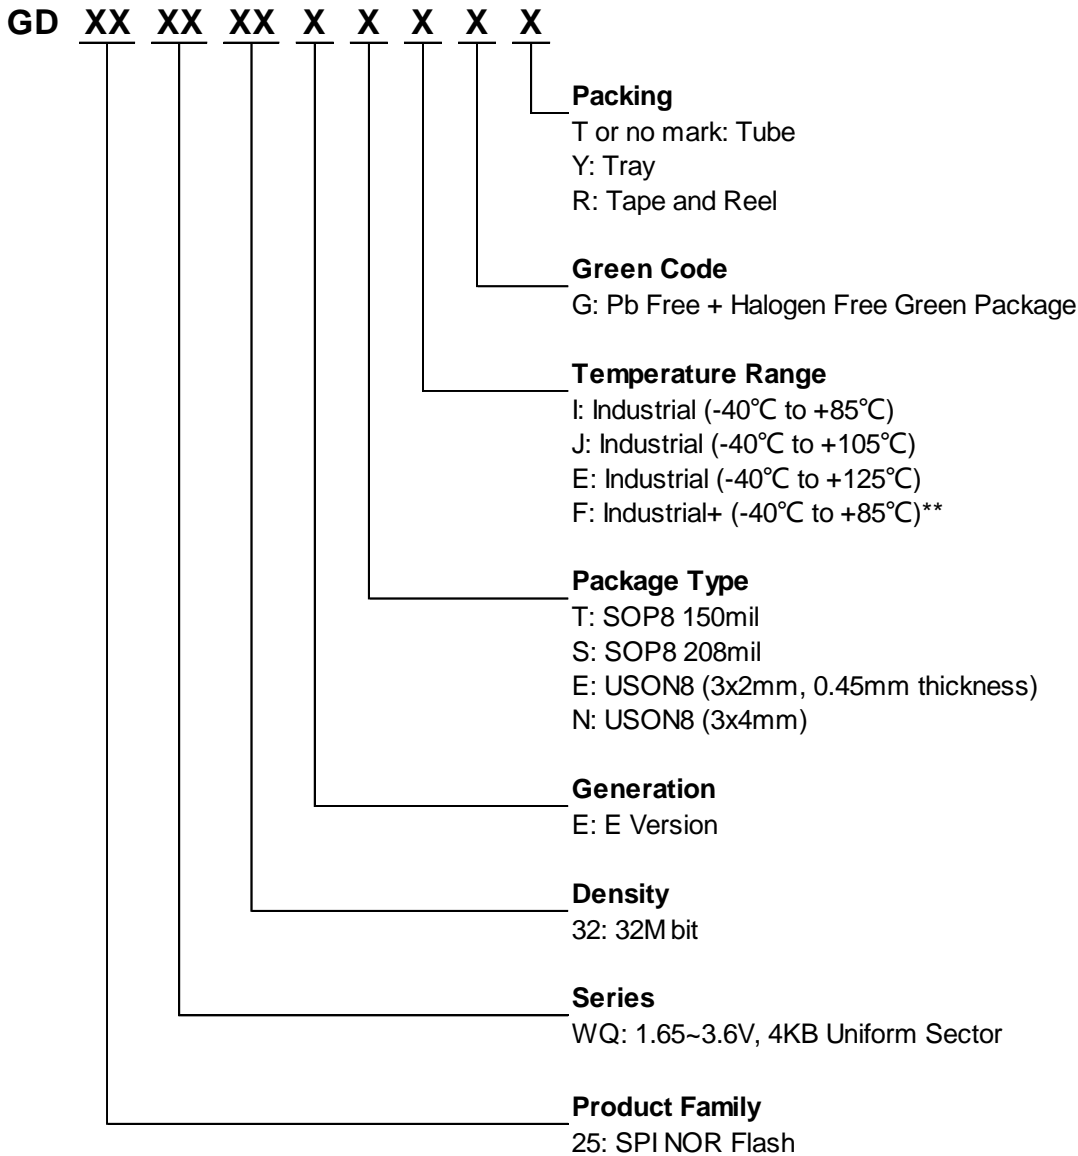 GD XX XX XX X X X X X
Packing
T or no mark: Tube
Y: Tray
R: Tape and Reel
Green Code
G: Pb Free + Halogen Free Green Package
Temperature Range
I: Industrial (-40℃ to +85℃)
J: Industrial (-40℃ to +105℃)
E: Industrial (-40℃ to +125℃)
F: Industrial+ (-40℃ to +85℃)**
Package Type
T: SOP8 150mil
S: SOP8 208mil
E: USON8 (3x2mm, 0.45mm thickness)
N: USON8 (3x4mm)
Generation
E: E Version
Density
32: 32M bit
Series
WQ: 1.65~3.6V, 4KB Uniform Sector
Product Family
25: SPI NOR Flash